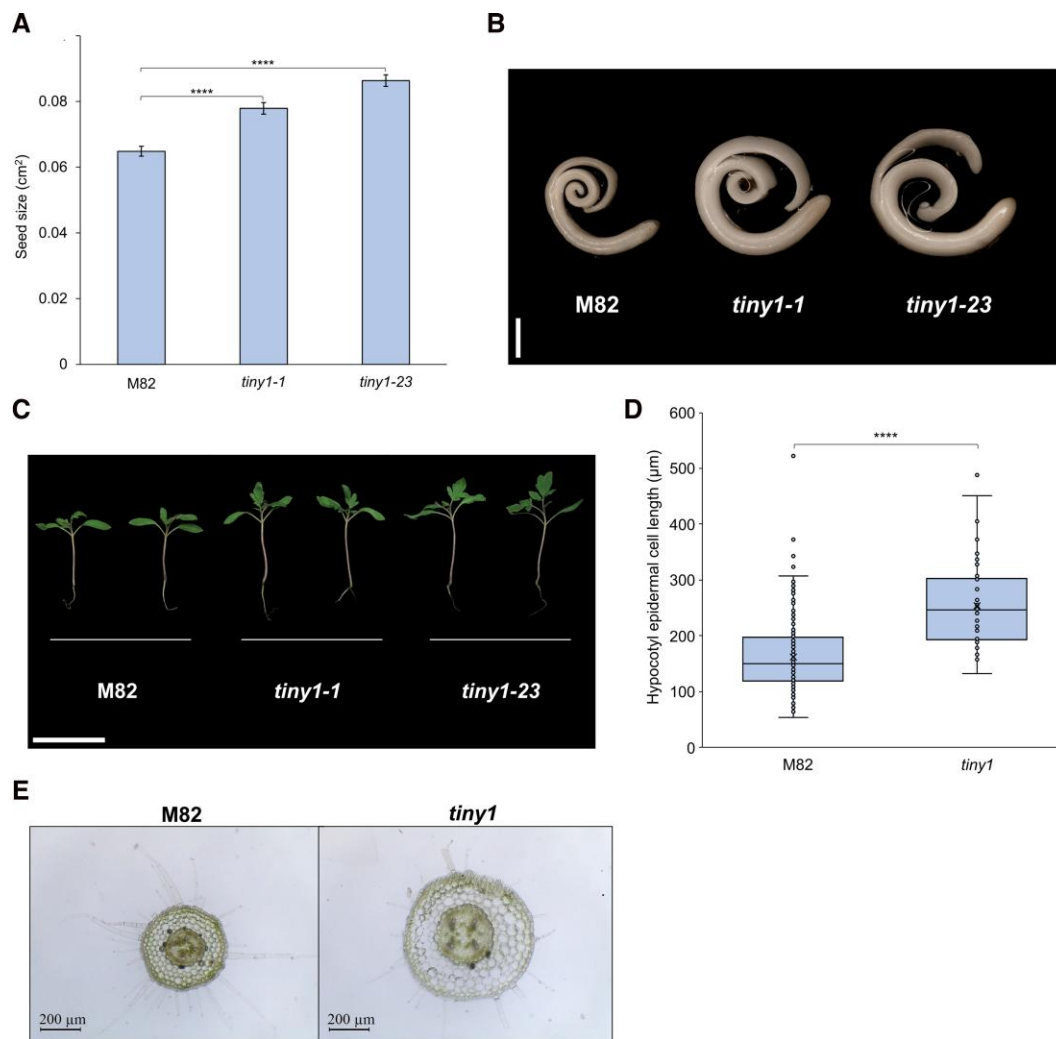 A
Seed size (cm²)
0.08
0.06
0.04
0.02
0
****
****
M82
tiny1-1
tiny1-23
B
M82
tiny1-1
tiny1-23
C
M82
tiny1-1
tiny1-23
D
Hypocotyl epidermal cell length (µm)
600
500
400
300
200
100
0
****
M82
tiny1
E
M82
tiny1
200 µm
200 µm